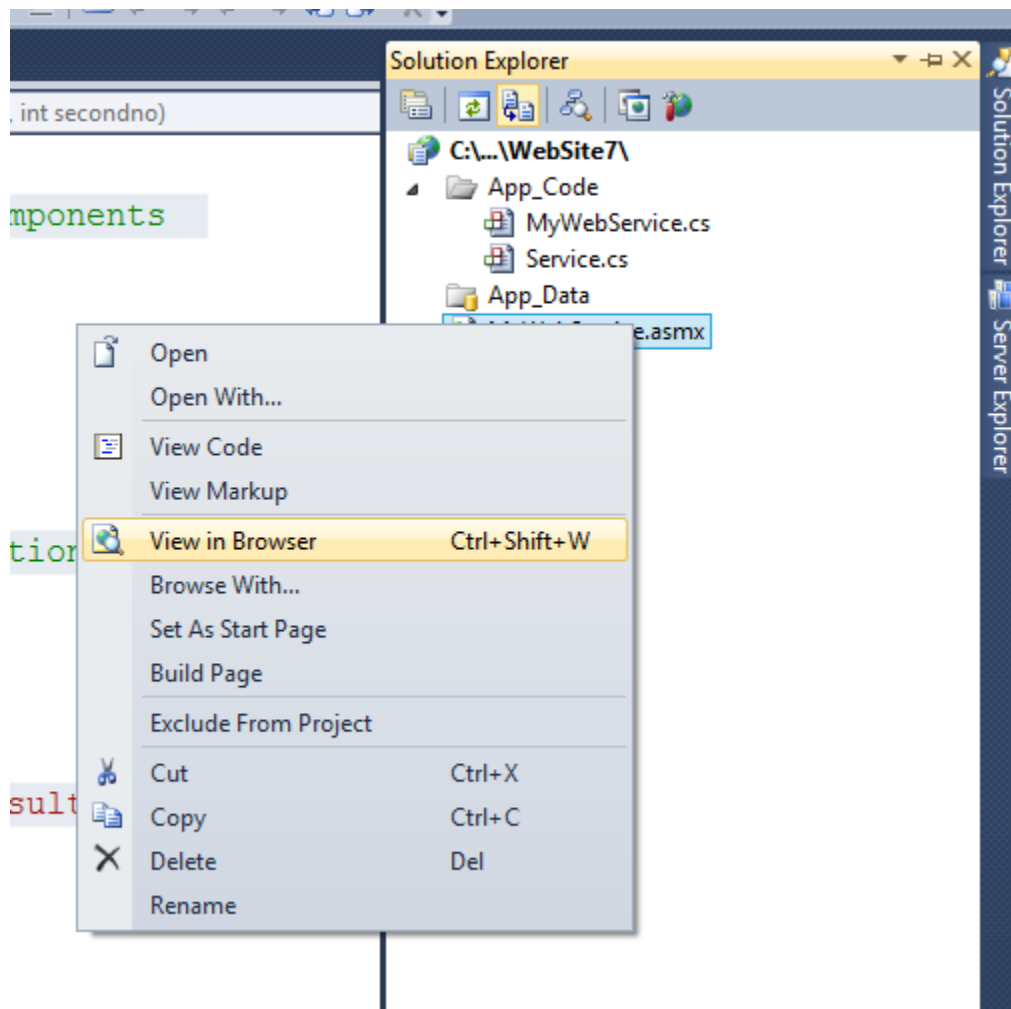 Solution Explorer
, int secondno)
C:\...\WebSite7\
App_Code
mponents
MyWebService.cs
Service.cs
App_Data
e.asmx
Open
Open With...
View Code
View Markup
tion
View in Browser Ctrl+Shift+W
Browse With...
Set As Start Page
Build Page
Exclude From Project
Cut Ctrl+X
sult
Copy Ctrl+C
Delete Del
Rename
Solution Explorer
Server Explorer